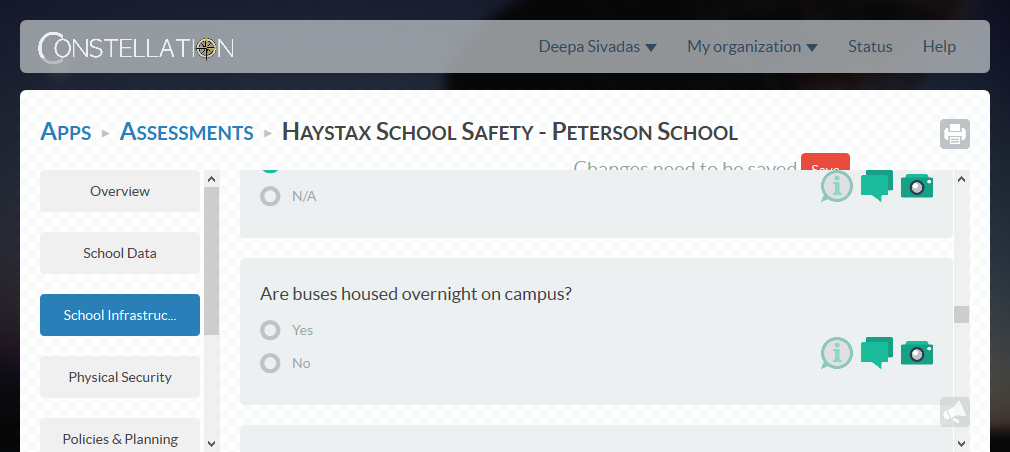 CONSTELLATION
Deepa Sivadas My organization Status Help
APPS ASSESSMENTS HAYSTAX SCHOOL SAFETY - PETERSON SCHOOL
Changes need to be saved Save
Overview
N/A
School Data
Are buses housed overnight on campus?
School Infrastruc...
Yes
No
Physical Security
Policies & Planning